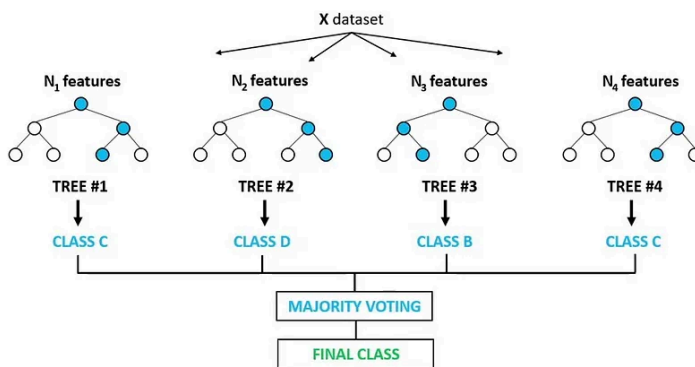 X dataset
N₁ features N₂ features N₃ features N₄ features
TREE #1 TREE #2 TREE #3 TREE #4
CLASS C CLASS D CLASS B CLASS C
MAJORITY VOTING
FINAL CLASS